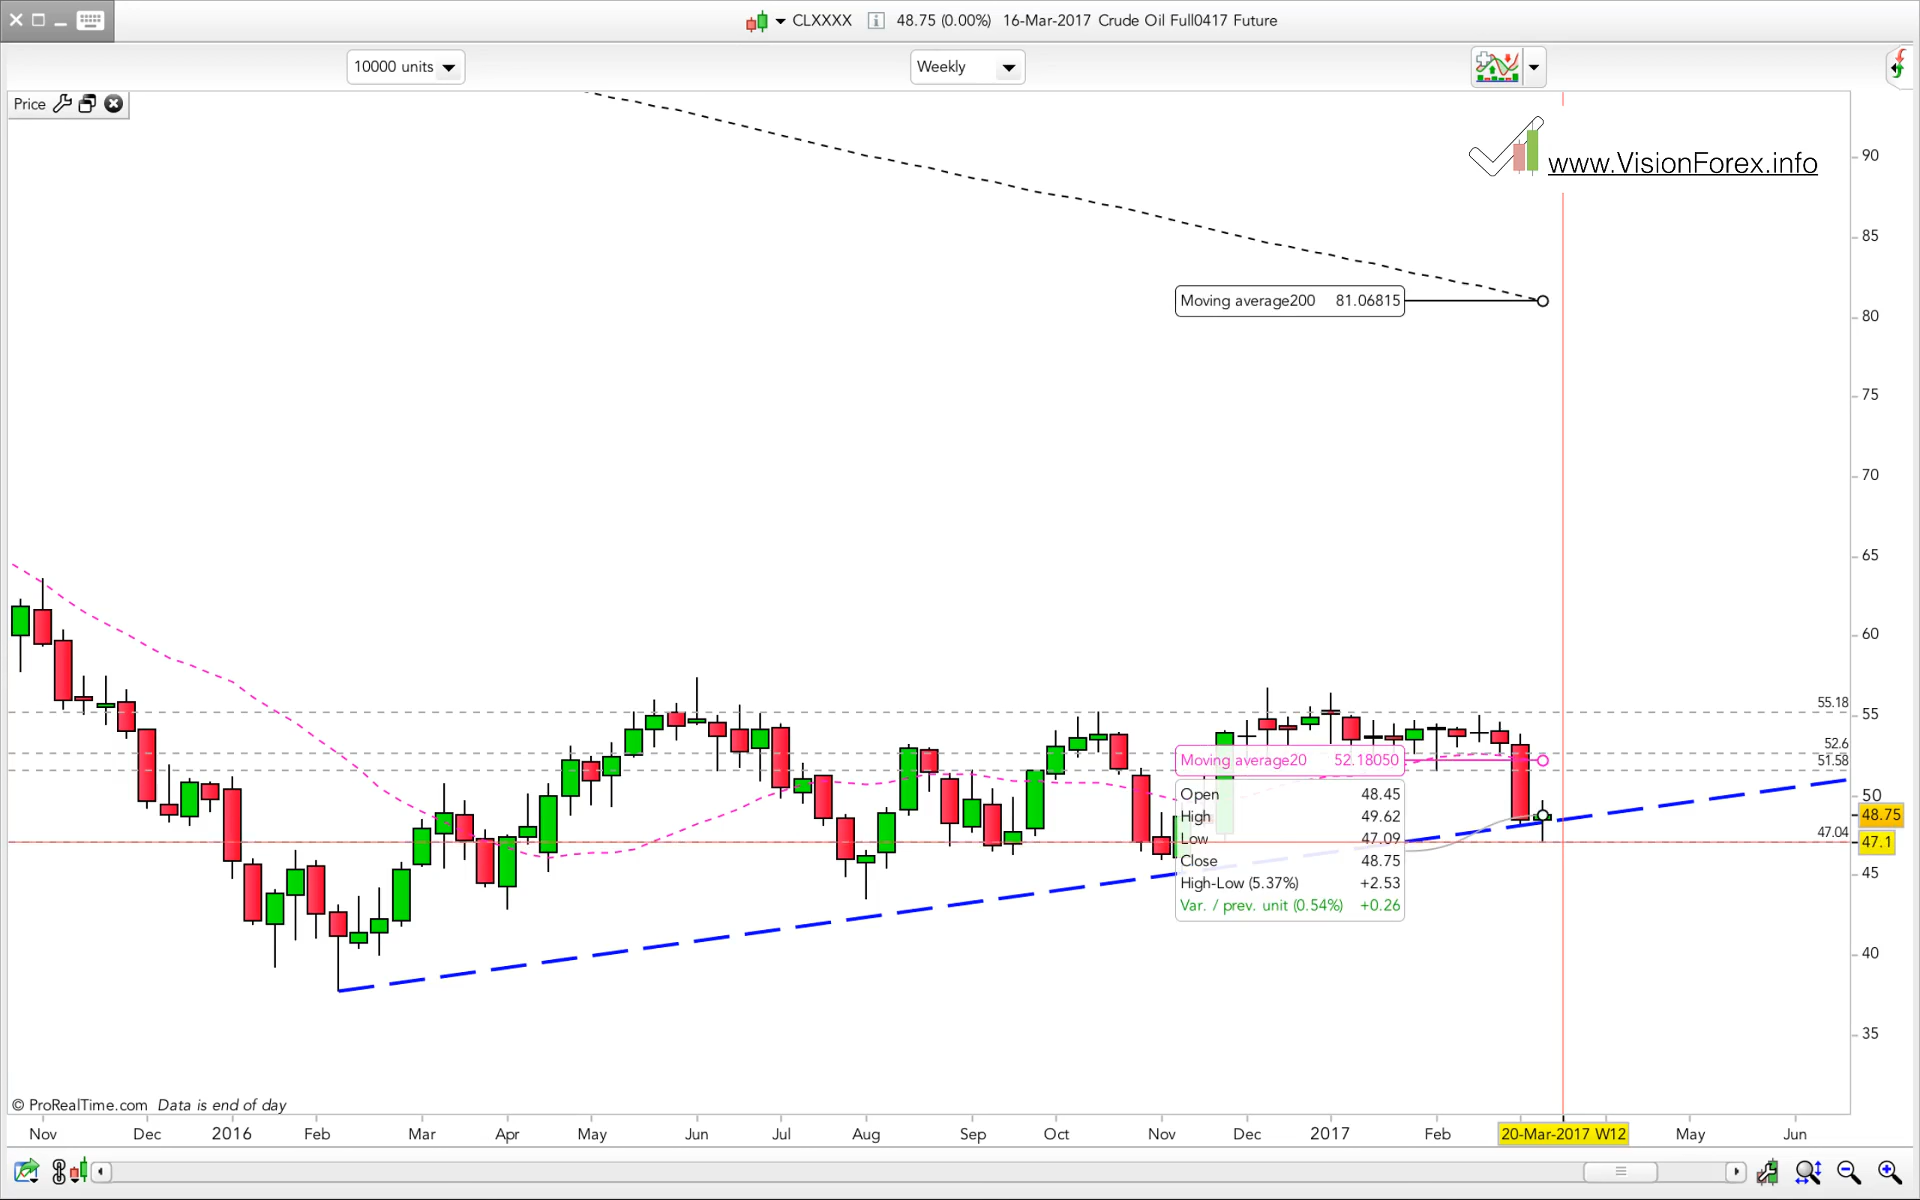 CLXXXX 48.75 (0.00%) 16-Mar-2017 Crude Oil Full0417 Future
10000 units
Weekly
Price
www.VisionForex.info
90
85
Moving average200 81.06815
80
75
70
65
60
55.18
55
52.6
51.58
Moving average20 52.18050
50
Open 48.45
High 49.62
Low 47.09
Close 48.75
High-Low (5.37%) +2.53
Var. / prev. unit (0.54%) +0.26
48.75
47.04
47.1
45
40
35
© ProRealTime.com Data is end of day
Nov Dec 2016 Feb Mar Apr May Jun Jul Aug Sep Oct Nov Dec 2017 Feb 20-Mar-2017 W12 May Jun